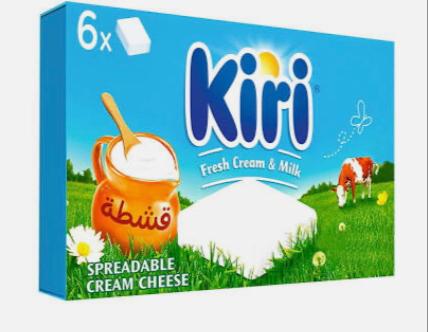 6x
Kiri®
Fresh Cream & Milk
قشطة
SPREADABLE
CREAM CHEESE